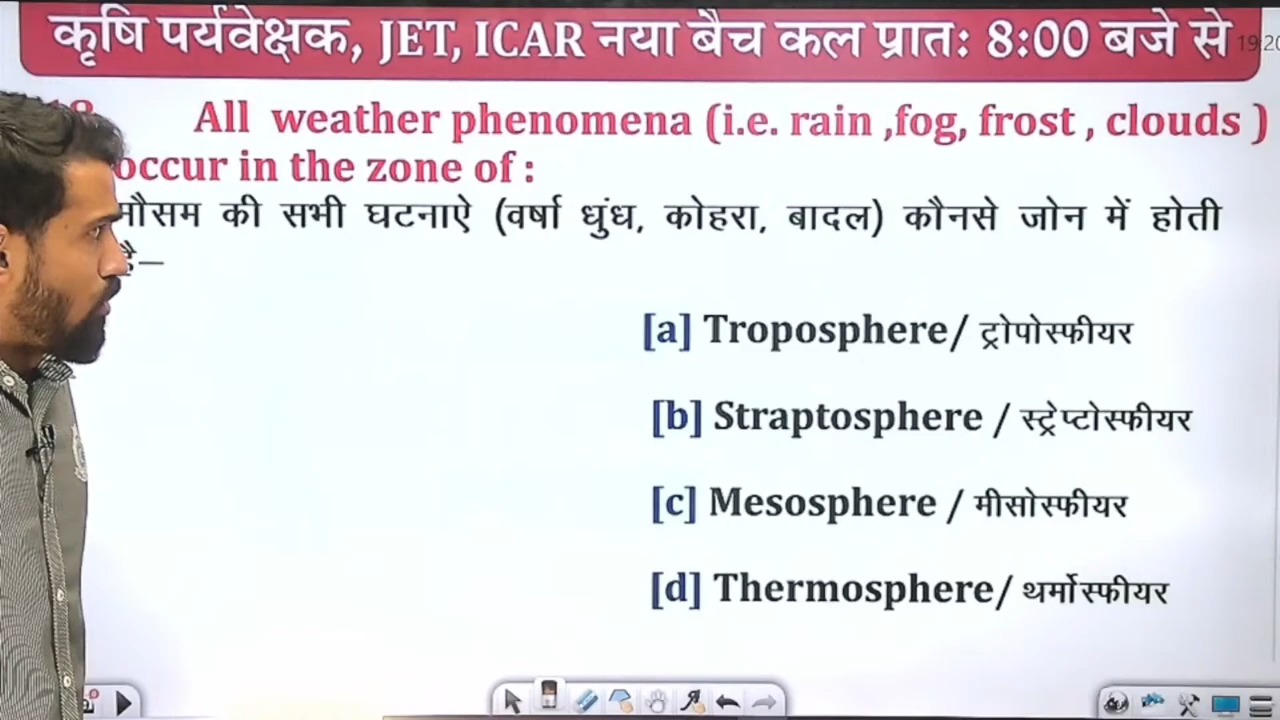 कृषि पर्यवेक्षक, JET, ICAR नया बैच कल प्रातः 8:00 बजे से
All weather phenomena (i.e. rain ,fog, frost , clouds )
occur in the zone of :
मौसम की सभी घटनाऐ (वर्षा धुंध, कोहरा, बादल) कौनसे जोन में होती
है–
[a] Troposphere/ ट्रोपोस्फीयर
[b] Straptosphere / स्ट्रेप्टोस्फीयर
[c] Mesosphere / मीसोस्फीयर
[d] Thermosphere/ थर्मोस्फीयर